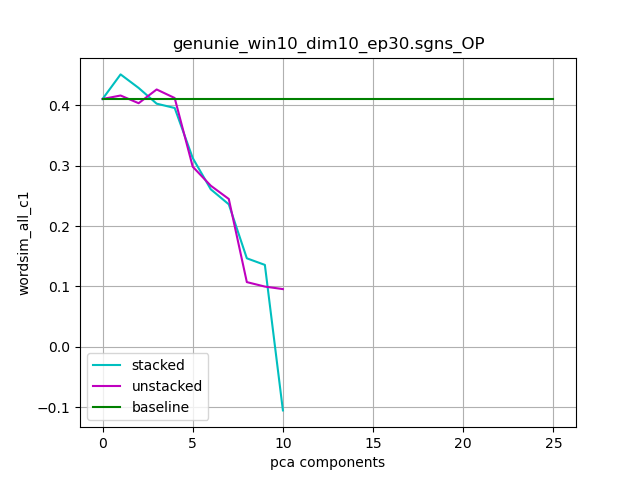 genunie_win10_dim10_ep30.sgns_OP
wordsim_all_c1
0.4
0.3
0.2
0.1
0.0
−0.1
stacked
unstacked
baseline
0 5 10 15 20 25
pca components